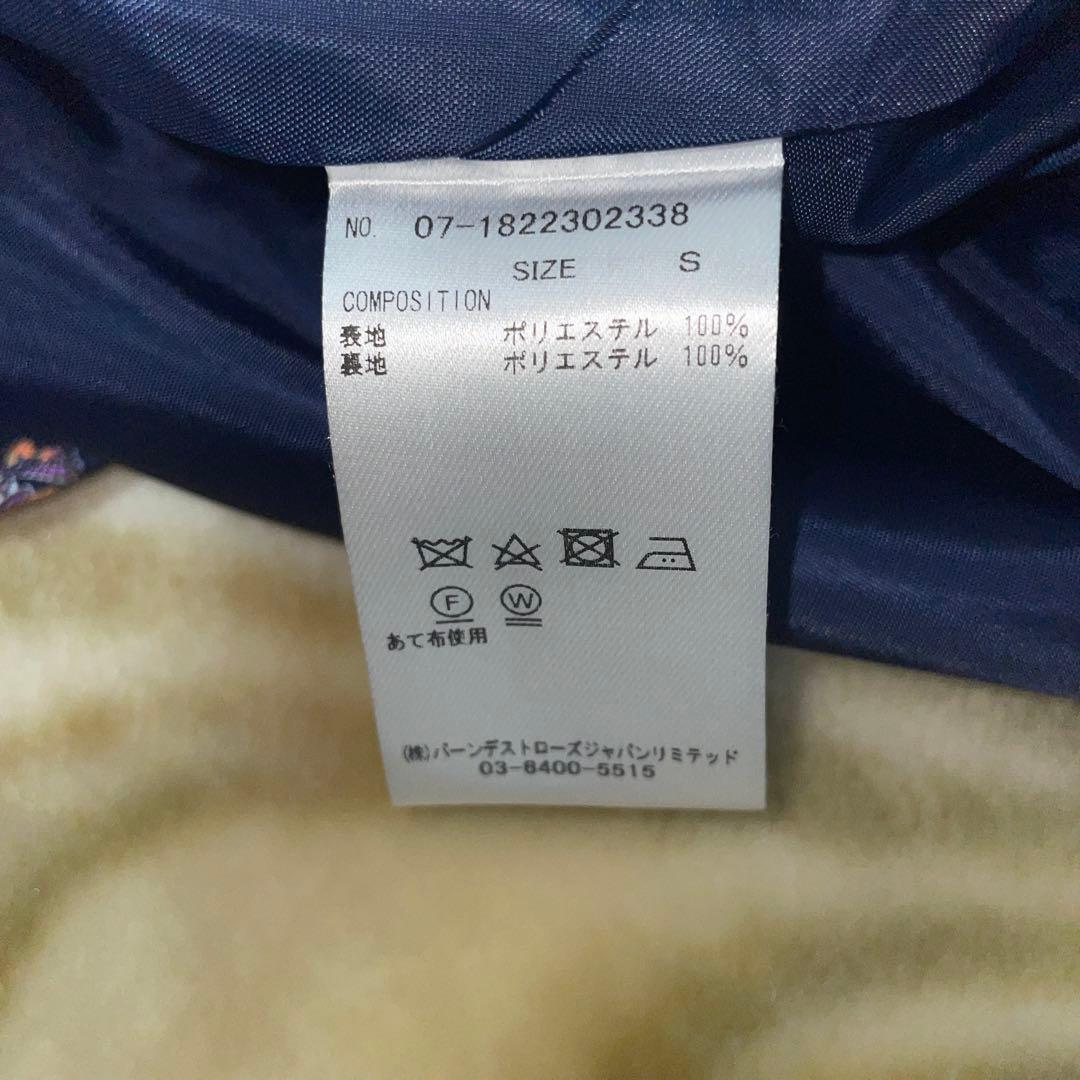 NO. 07-1822302338
SIZE S
COMPOSITION
表地 ポリエステル 100%
裏地 ポリエステル 100%
F W
あて布使用
(株)バーンデストローズジャパンリミテッド
03-6400-5515